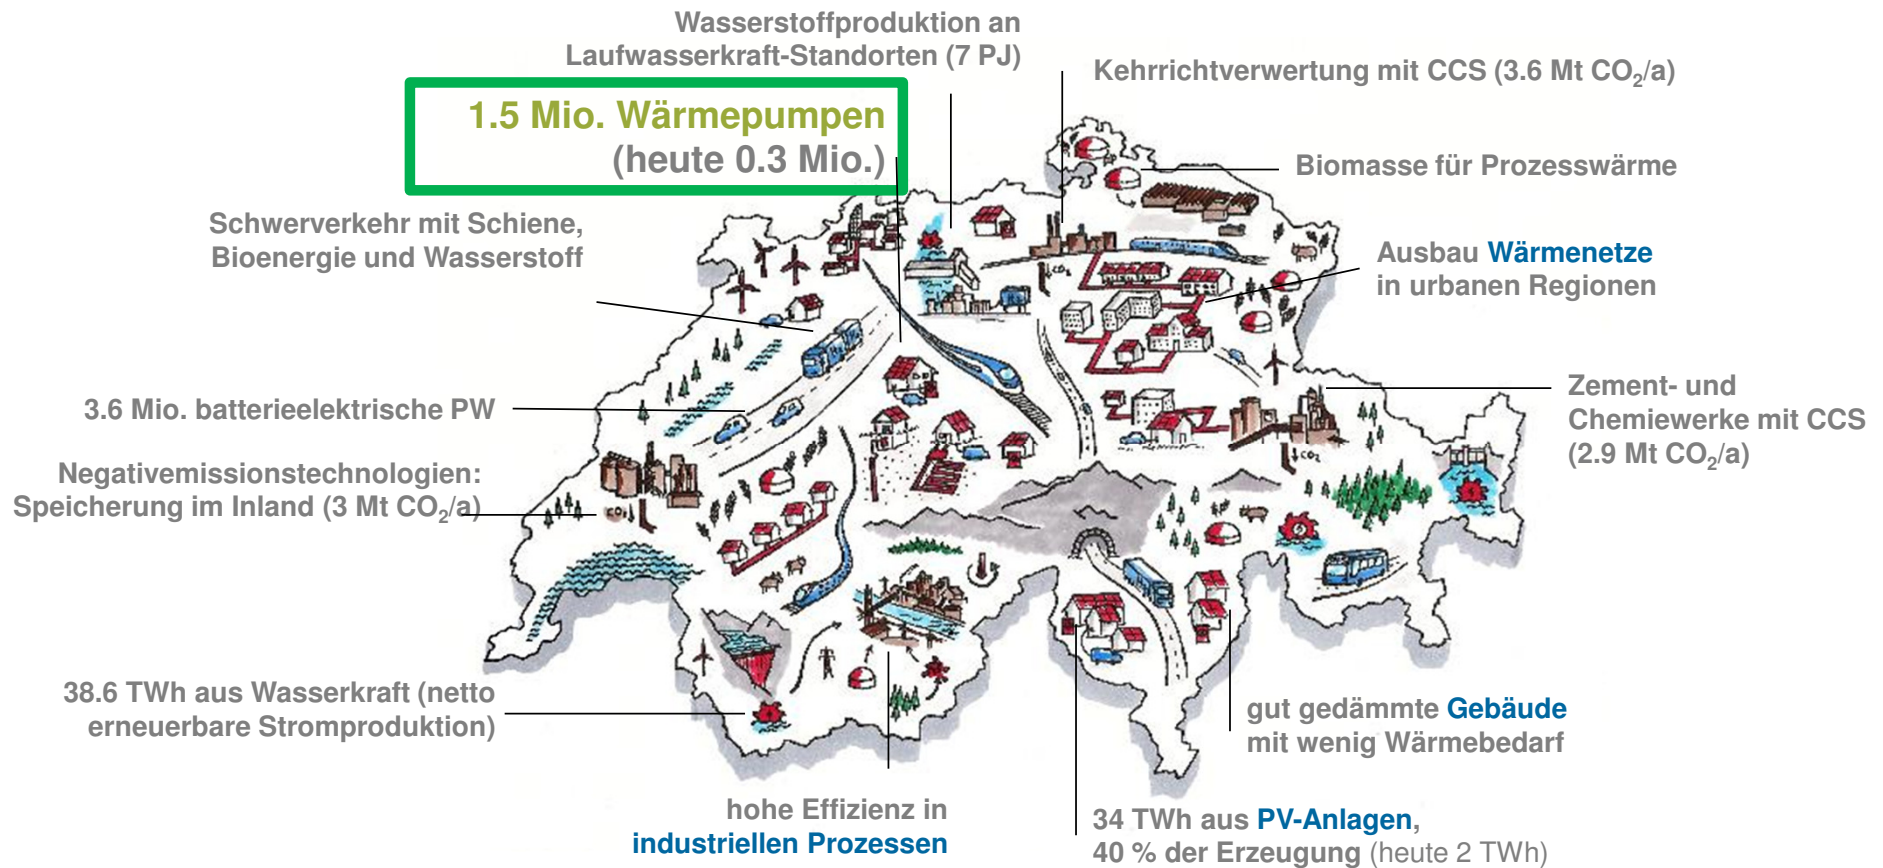 Wasserstoffproduktion an
Laufwasserkraft-Standorten (7 PJ)
Kehrrichtverwertung mit CCS (3.6 Mt CO₂/a)
1.5 Mio. Wärmepumpen
(heute 0.3 Mio.)
Biomasse für Prozesswärme
Schwerverkehr mit Schiene,
Bioenergie und Wasserstoff
Ausbau Wärmenetze
in urbanen Regionen
CO₂
3.6 Mio. batterieelektrische PW
Zement- und
Chemiewerke mit CCS
(2.9 Mt CO₂/a)
CO₂
Negativemissionstechnologien:
Speicherung im Inland (3 Mt CO₂/a)
CO₂
38.6 TWh aus Wasserkraft (netto
erneuerbare Stromproduktion)
gut gedämmte Gebäude
mit wenig Wärmebedarf
hohe Effizienz in
industriellen Prozessen
34 TWh aus PV-Anlagen,
40 % der Erzeugung (heute 2 TWh)